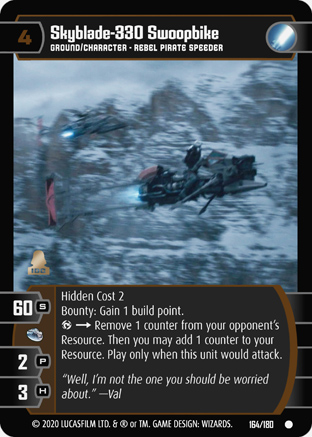 4 Skyblade-330 Swoopbike
GROUND/CHARACTER - REBEL PIRATE SPEEDER
I.G.C
60 S
2 P
3 H
Hidden Cost 2
Bounty: Gain 1 build point.
→ Remove 1 counter from your opponent's
Resource. Then you may add 1 counter to your
Resource. Play only when this unit would attack.
"Well, I'm not the one you should be worried
about." —Val
© 2020 LUCASFILM LTD. & ® or TM. GAME DESIGN: WIZARDS. 164/180